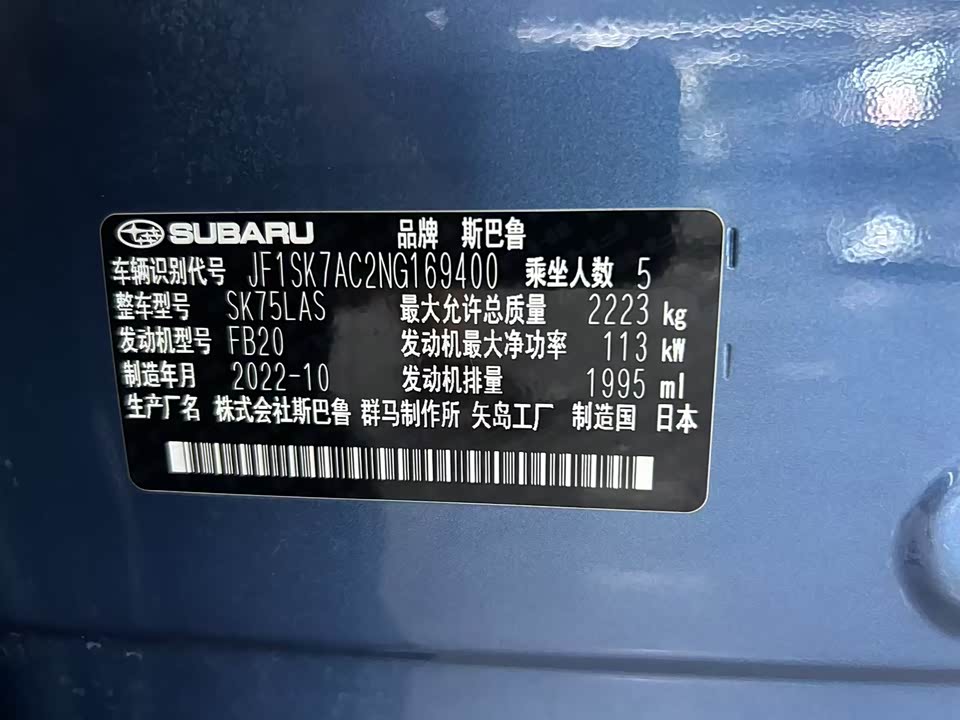 SUBARU 品牌 斯巴鲁
车辆识别代号 JF1SK7AC2NG169400 乘坐人数 5
整车型号 SK75LAS 最大允许总质量 2223 kg
发动机型号 FB20 发动机最大净功率 113 kW
制造年月 2022-10 发动机排量 1995 ml
生产厂名 株式会社斯巴鲁 群马制作所 矢岛工厂 制造国 日本